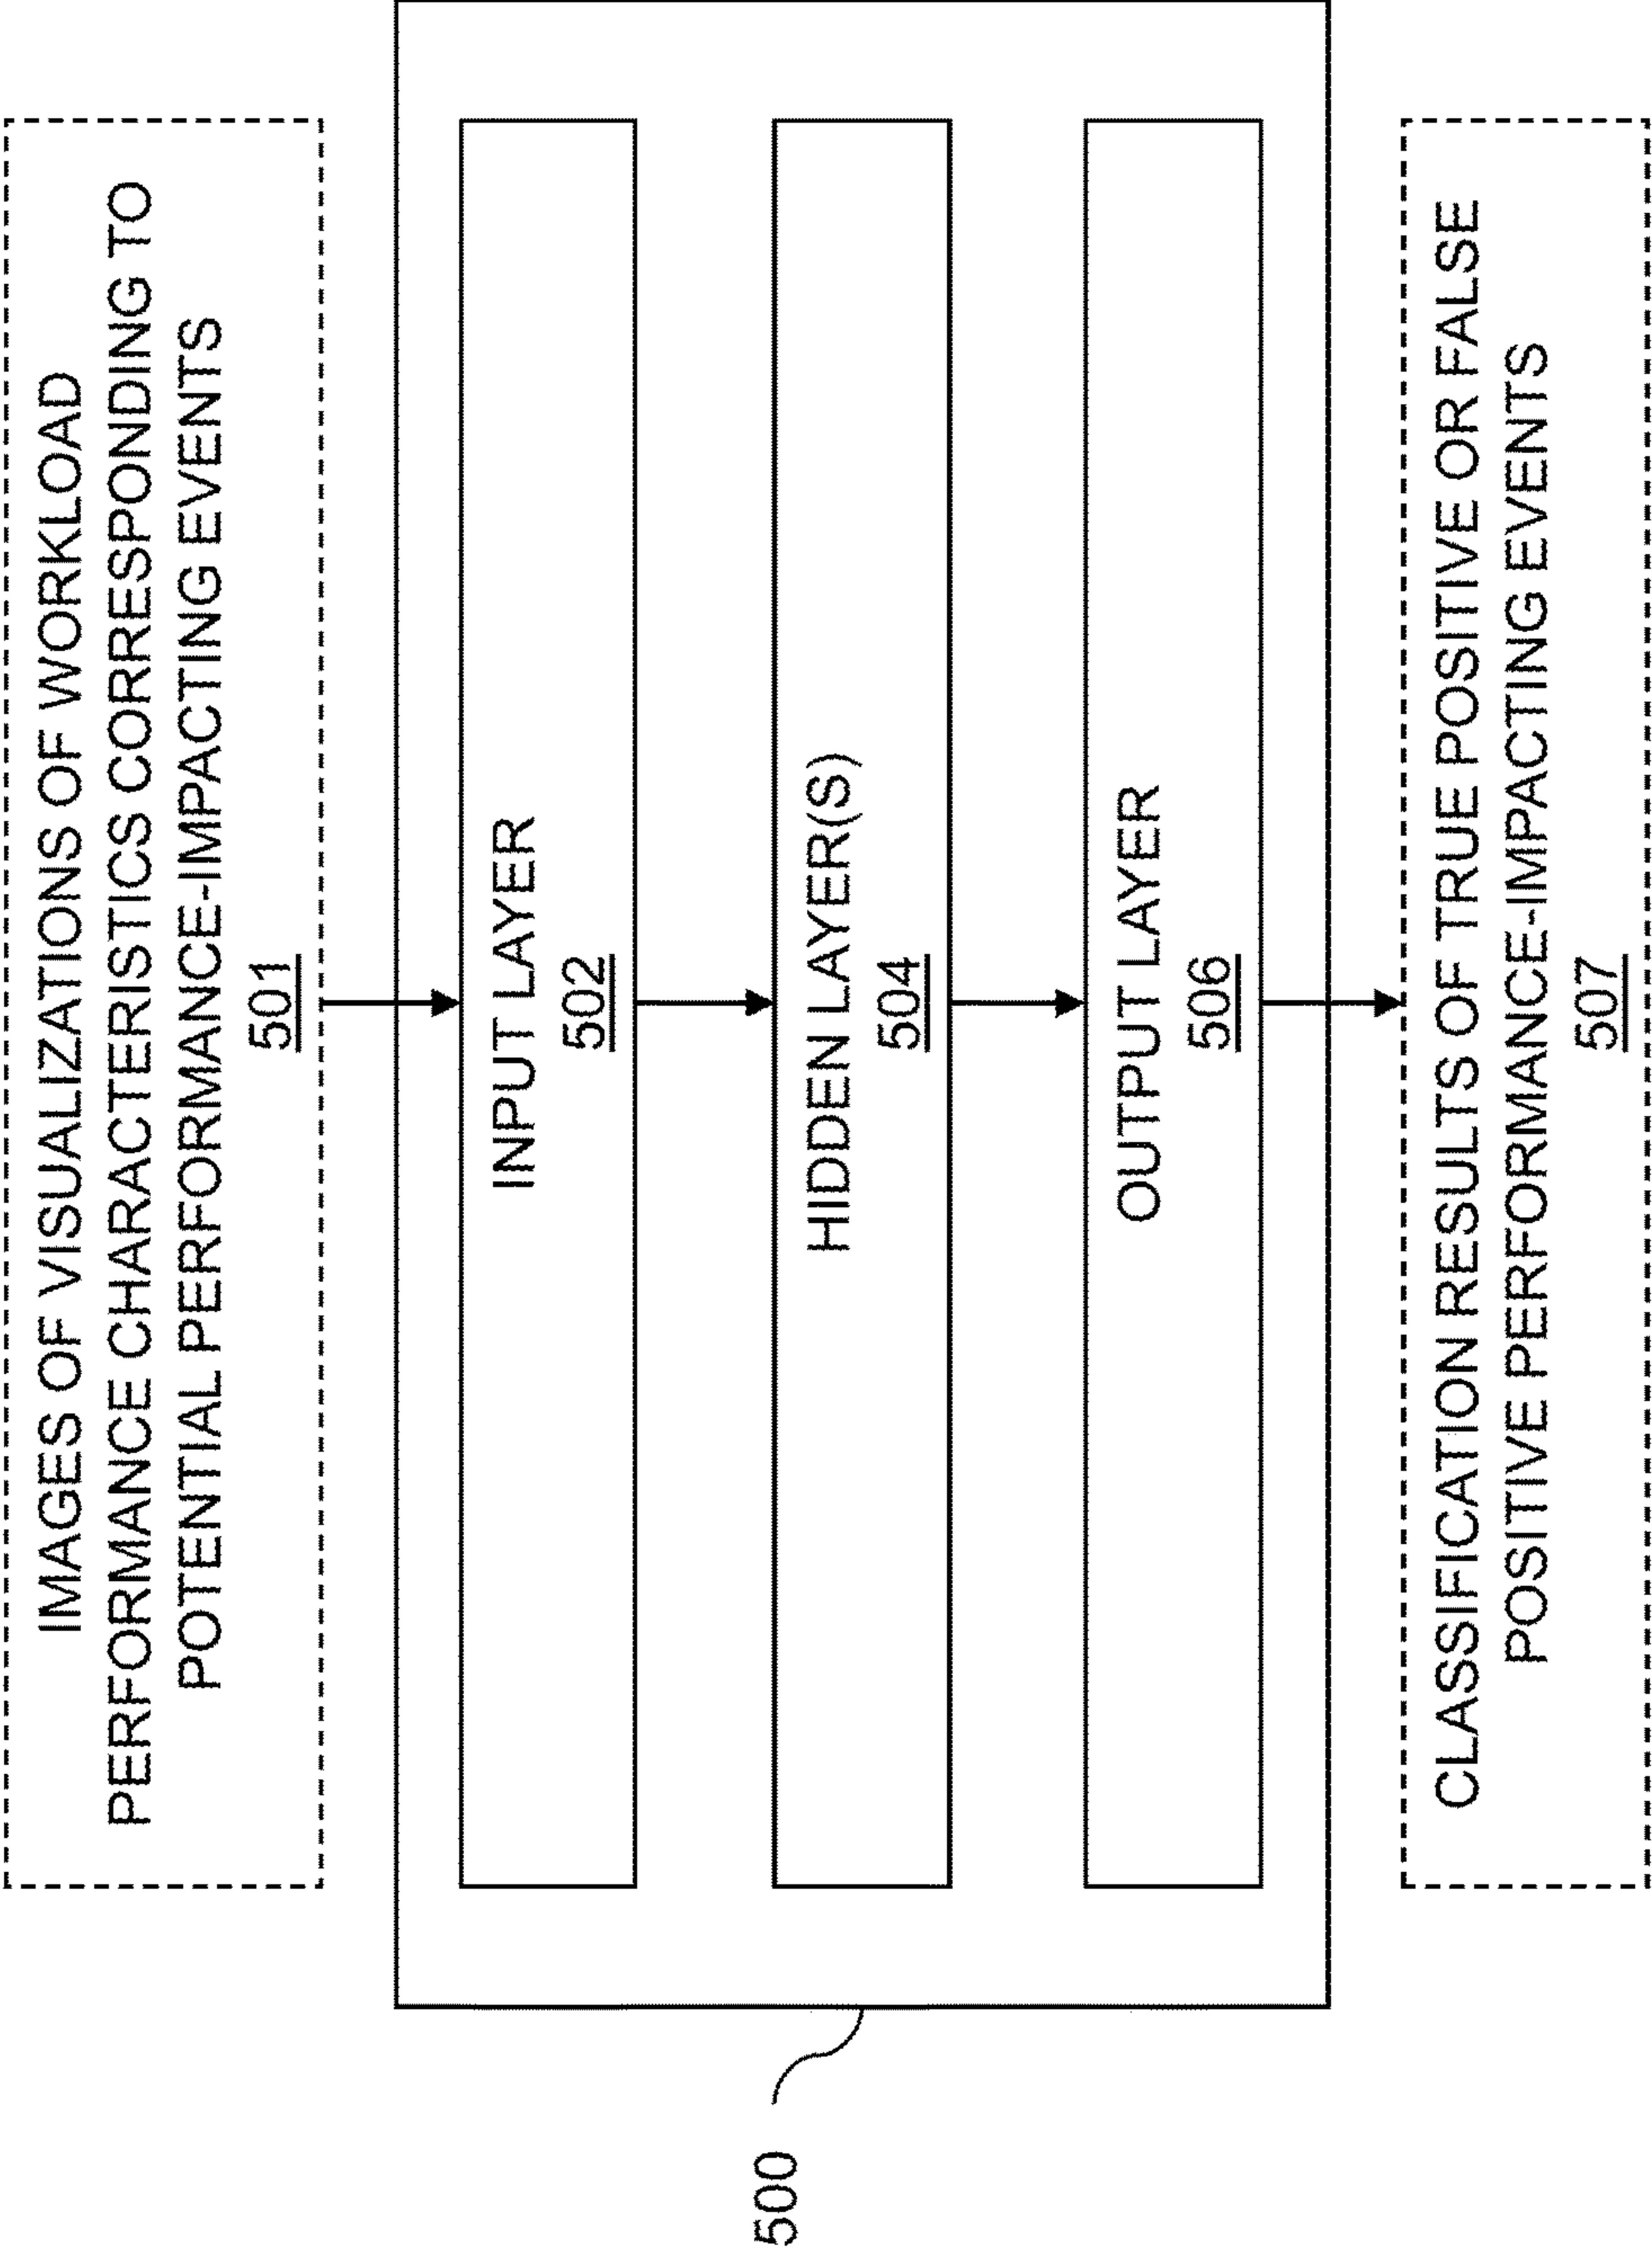 IMAGES OF VISUALIZATIONS OF WORKLOAD
PERFORMANCE CHARACTERISTICS CORRESPONDING TO
POTENTIAL PERFORMANCE-IMPACTING EVENTS
501
500
INPUT LAYER
502
HIDDEN LAYER(S)
504
OUTPUT LAYER
506
CLASSIFICATION RESULTS OF TRUE POSITIVE OR FALSE
POSITIVE PERFORMANCE-IMPACTING EVENTS
507